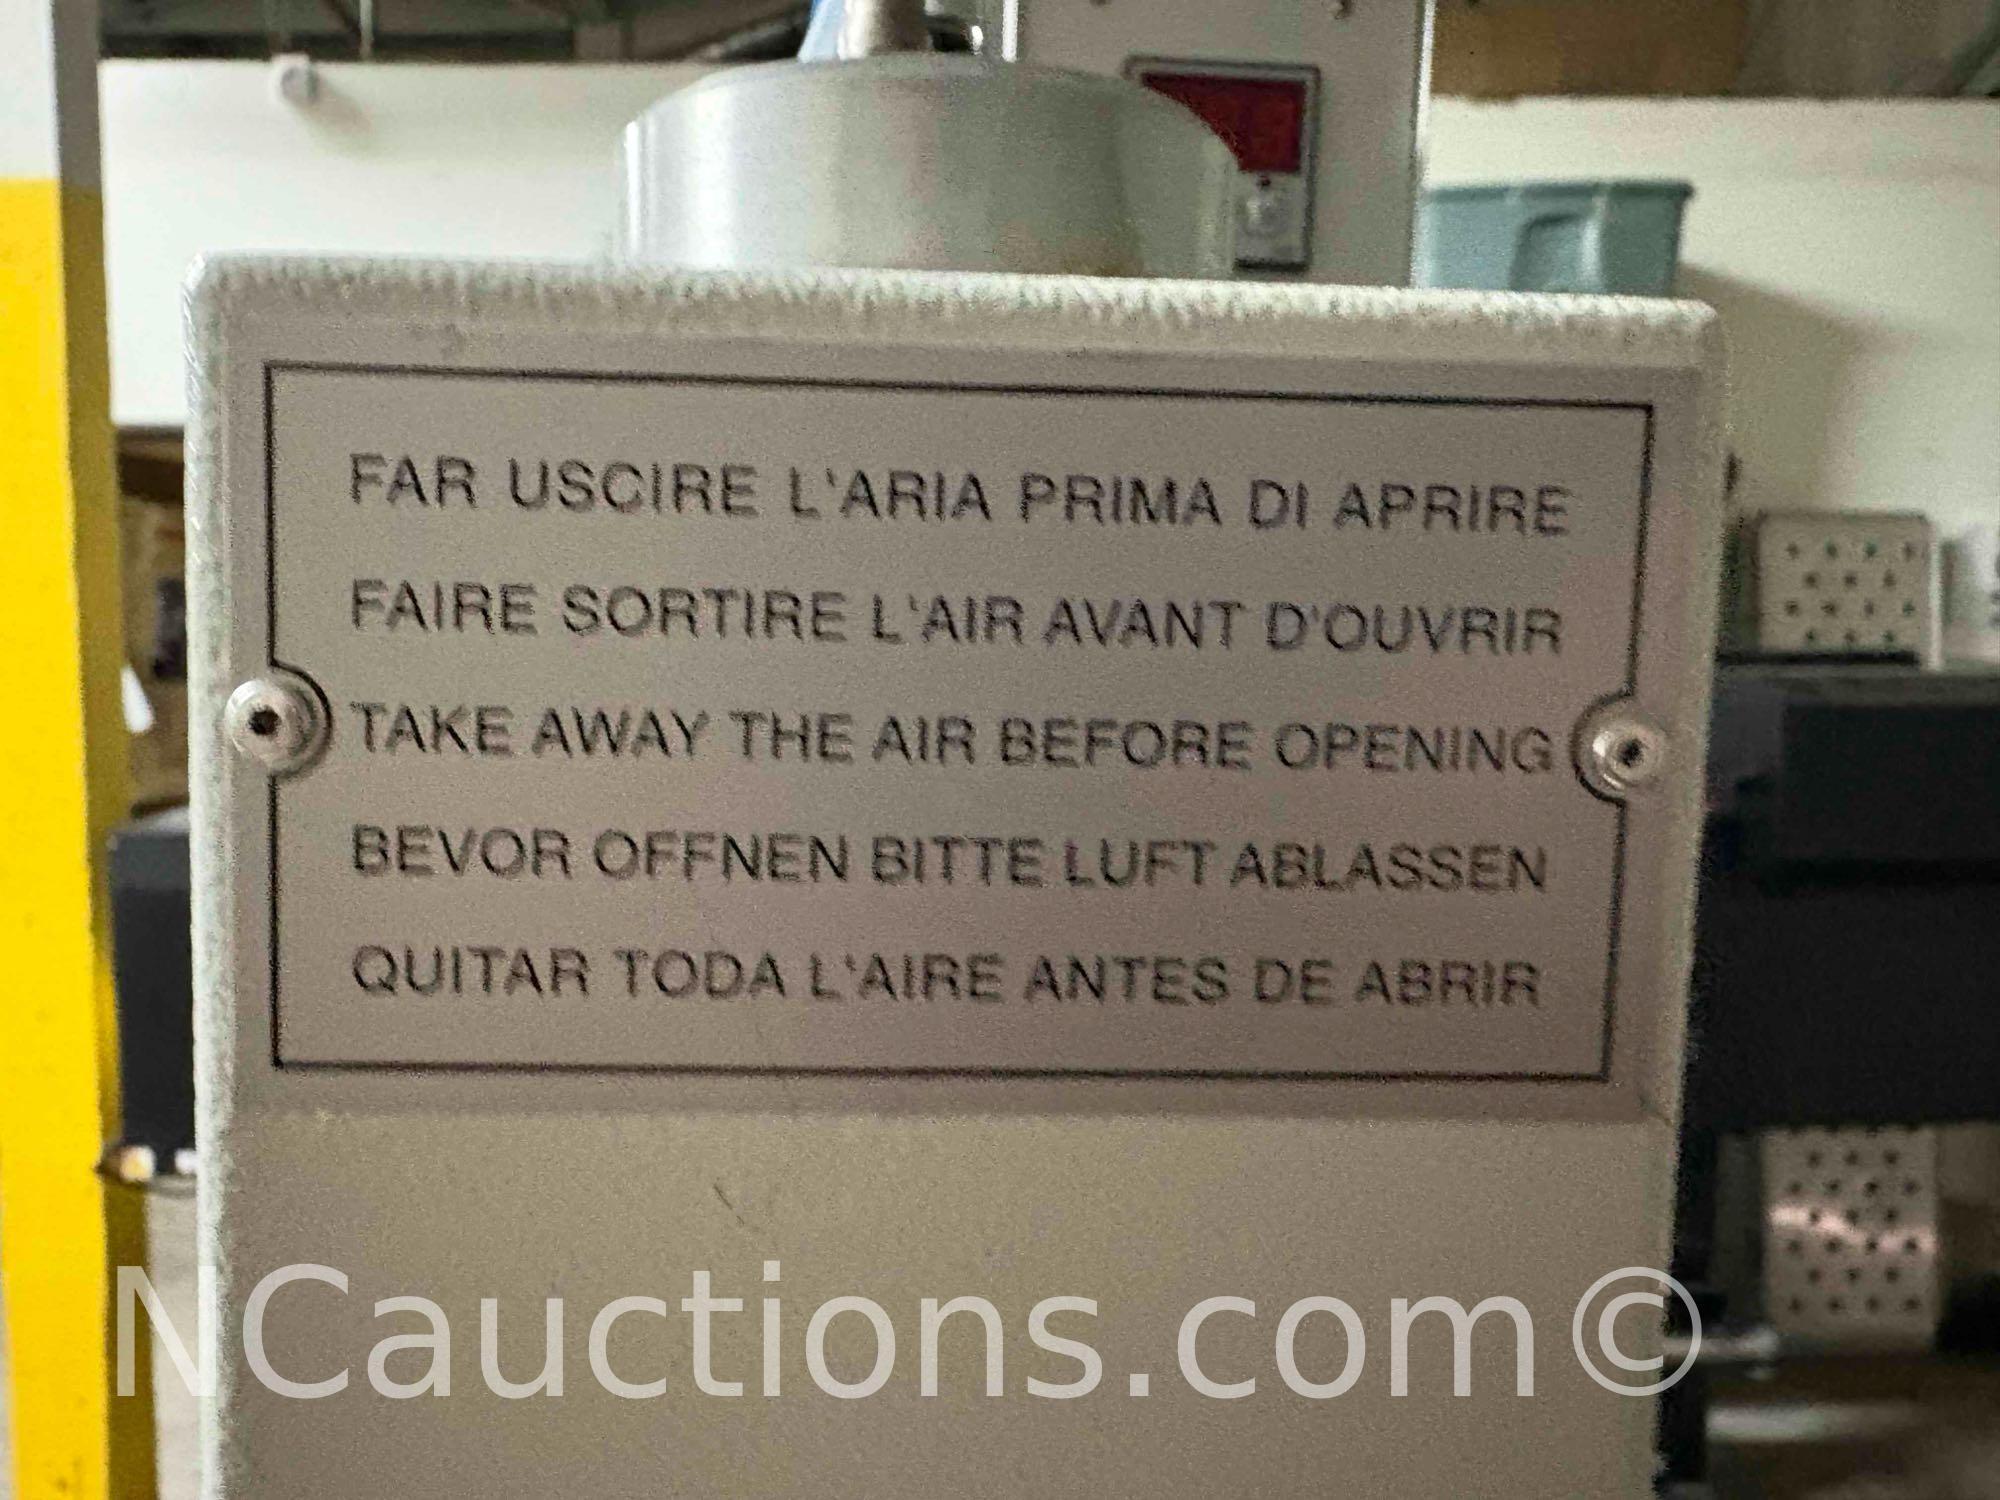 FAR USCIRE L'ARIA PRIMA DI APRIRE
FAIRE SORTIRE L'AIR AVANT D'OUVRIR
TAKE AWAY THE AIR BEFORE OPENING
BEVOR OFFNEN BITTE LUFT ABLASSEN
QUITAR TODA L'AIRE ANTES DE ABRIR
NCauctions.com©